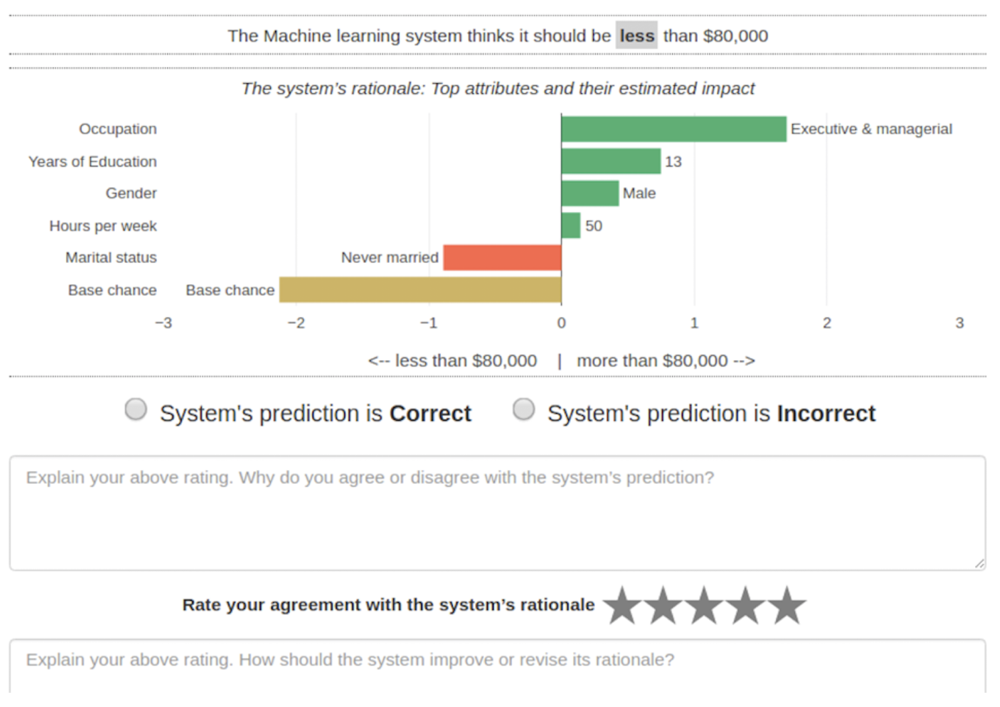 The Machine learning system thinks it should be less than $80,000
The system's rationale: Top attributes and their estimated impact
Occupation Executive & managerial
Years of Education 13
Gender Male
Hours per week 50
Marital status Never married
Base chance Base chance
−3 −2 −1 0 1 2 3
<-- less than $80,000 | more than $80,000 -->
System's prediction is Correct System's prediction is Incorrect
Explain your above rating. Why do you agree or disagree with the system's prediction?
Rate your agreement with the system's rationale
Explain your above rating. How should the system improve or revise its rationale?